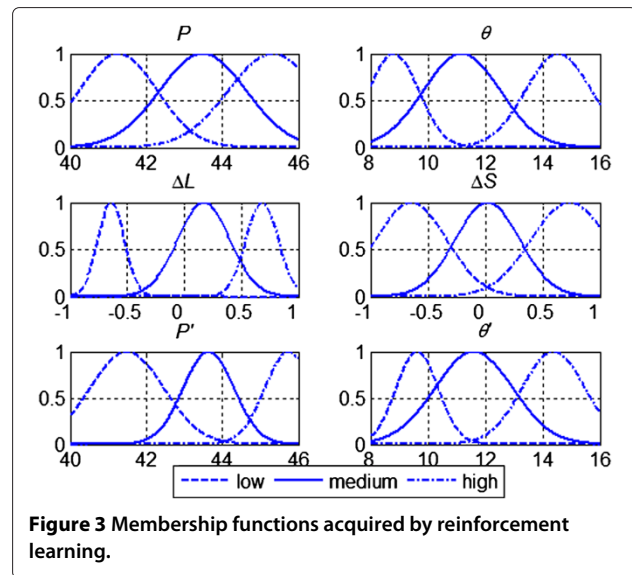 P
θ
1
0.5
0
40 42 44 46
1
0.5
0
8 10 12 14 16
ΔL
ΔS
1
0.5
0
-1 -0.5 0 0.5 1
1
0.5
0
-1 -0.5 0 0.5 1
P'
θ'
1
0.5
0
40 42 44 46
1
0.5
0
8 10 12 14 16
low medium high
Figure 3 Membership functions acquired by reinforcement
learning.